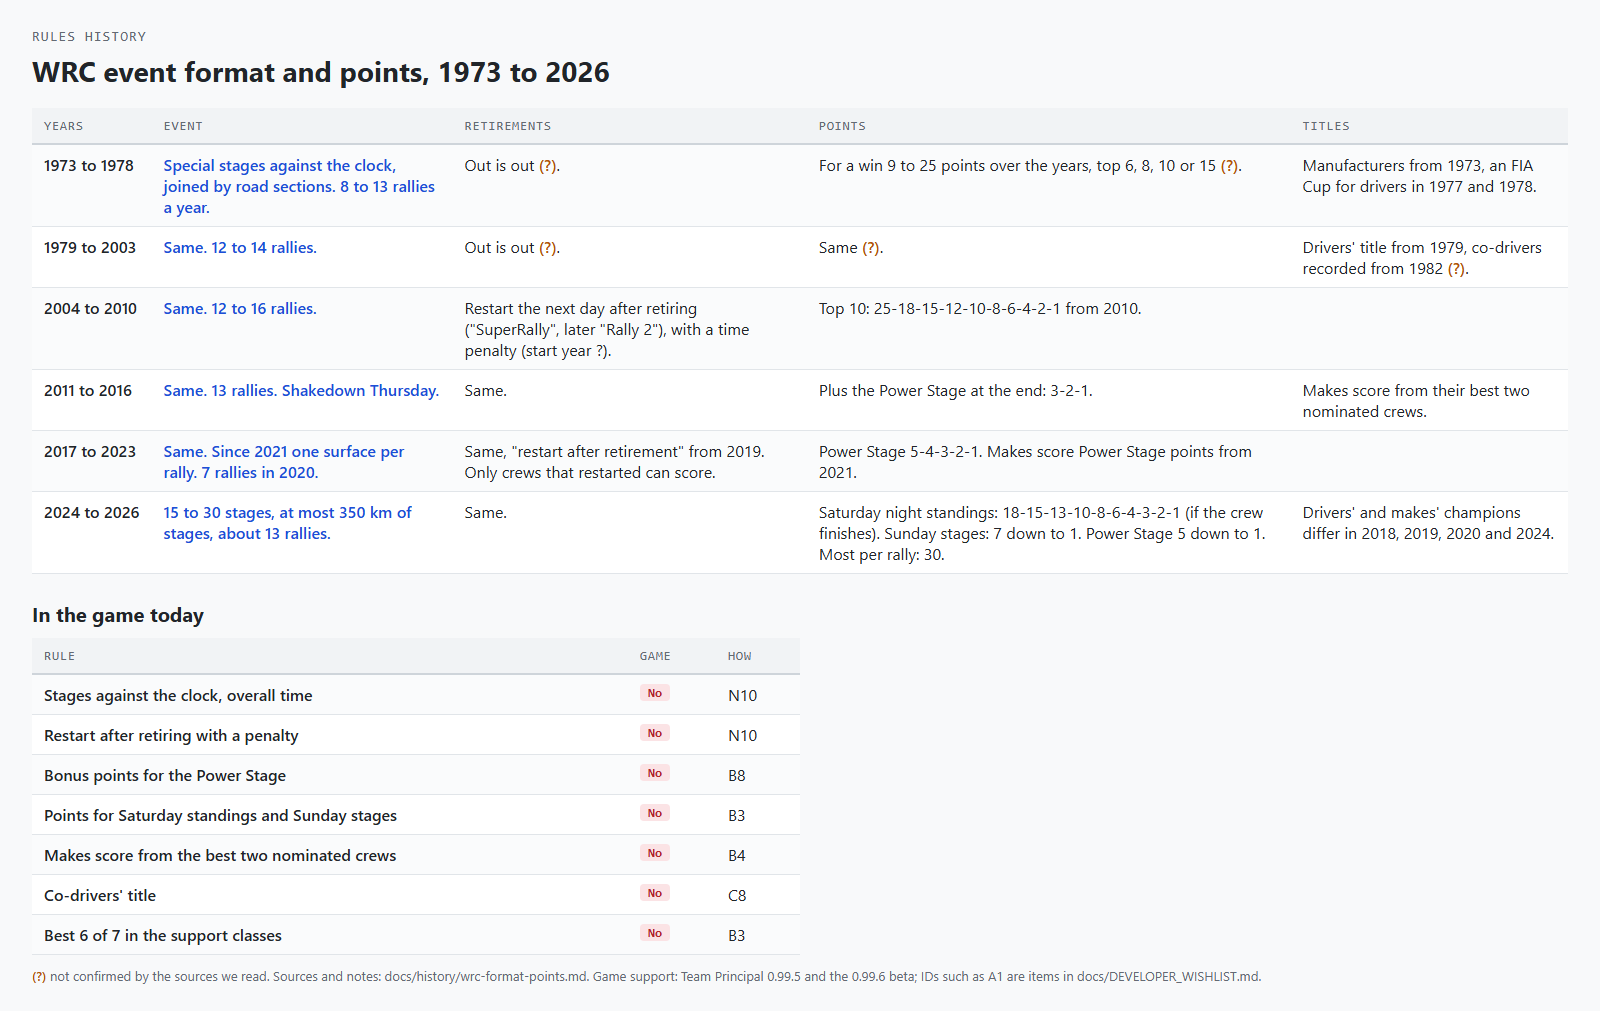 RULES HISTORY
WRC event format and points, 1973 to 2026
YEARS EVENT RETIREMENTS POINTS TITLES
1973 to 1978
Special stages against the clock,
joined by road sections. 8 to 13 rallies
a year.
Out is out (?).
For a win 9 to 25 points over the years, top 6, 8, 10 or 15 (?).
Manufacturers from 1973, an FIA
Cup for drivers in 1977 and 1978.
1979 to 2003
Same. 12 to 14 rallies.
Out is out (?).
Same (?).
Drivers' title from 1979, co-drivers
recorded from 1982 (?).
2004 to 2010
Same. 12 to 16 rallies.
Restart the next day after retiring
("SuperRally", later "Rally 2"), with a time
penalty (start year ?).
Top 10: 25-18-15-12-10-8-6-4-2-1 from 2010.
2011 to 2016
Same. 13 rallies. Shakedown Thursday.
Same.
Plus the Power Stage at the end: 3-2-1.
Makes score from their best two
nominated crews.
2017 to 2023
Same. Since 2021 one surface per
rally. 7 rallies in 2020.
Same, "restart after retirement" from 2019.
Only crews that restarted can score.
Power Stage 5-4-3-2-1. Makes score Power Stage points from
2021.
2024 to 2026
15 to 30 stages, at most 350 km of
stages, about 13 rallies.
Same.
Saturday night standings: 18-15-13-10-8-6-4-3-2-1 (if the crew
finishes). Sunday stages: 7 down to 1. Power Stage 5 down to 1.
Most per rally: 30.
Drivers' and makes' champions
differ in 2018, 2019, 2020 and 2024.
In the game today
RULE GAME HOW
Stages against the clock, overall time No N10
Restart after retiring with a penalty No N10
Bonus points for the Power Stage No B8
Points for Saturday standings and Sunday stages No B3
Makes score from the best two nominated crews No B4
Co-drivers' title No C8
Best 6 of 7 in the support classes No B3
(?) not confirmed by the sources we read. Sources and notes: docs/history/wrc-format-points.md. Game support: Team Principal 0.99.5 and the 0.99.6 beta; IDs such as A1 are items in docs/DEVELOPER_WISHLIST.md.